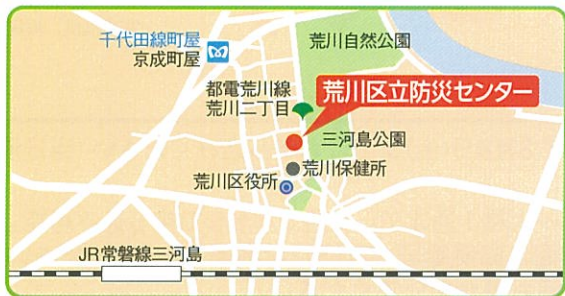 千代田線町屋
京成町屋
荒川自然公園
都電荒川線
荒川二丁目
荒川区立防災センター
三河島公園
荒川保健所
荒川区役所
JR常磐線三河島